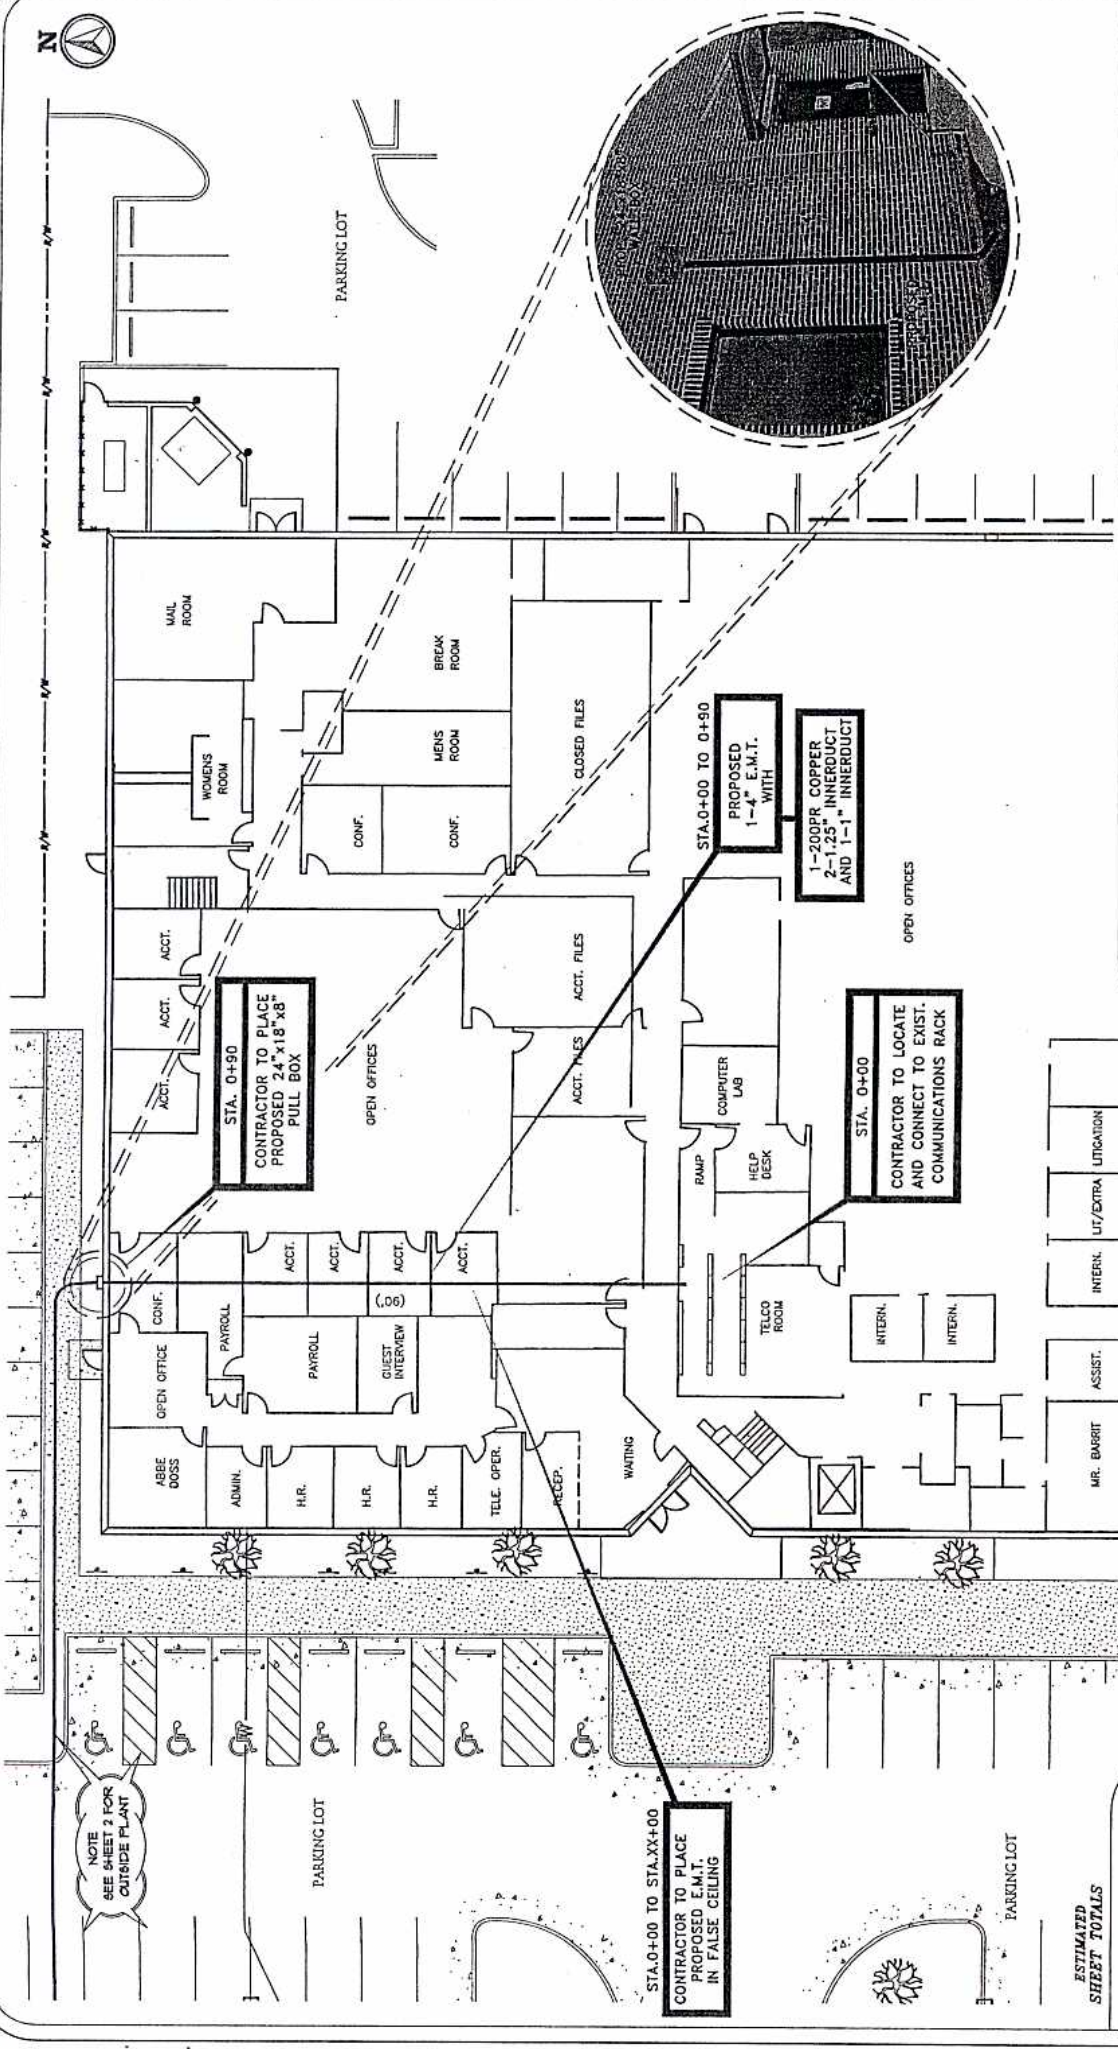 N
R/W
R/W
R/W
R/W
R/W
NOTE
SEE SHEET 2 FOR
OUTSIDE PLANT
PARKING LOT
STA.0+00 TO STA.XX+00
CONTRACTOR TO PLACE
PROPOSED E.M.T.
IN FALSE CEILING
PARKING LOT
ESTIMATED
SHEET TOTALS
W
ABBE
DOSS
OPEN OFFICE
CONF.
ADMIN.
PAYROLL
H.R.
PAYROLL
ACCT.
H.R.
ACCT.
GUEST
INTERVIEW
(90')
ACCT.
H.R.
ACCT.
TELE. OPER.
RECEP.
WAITING
STA. 0+90
CONTRACTOR TO PLACE
PROPOSED 24"x18"x8"
PULL BOX
ACCT.
ACCT.
ACCT.
OPEN OFFICES
ACCT. FILES
ACCT. FILES
WOMENS
ROOM
MAIL
ROOM
CONF.
CONF.
MENS
ROOM
BREAK
ROOM
CLOSED FILES
PARKING LOT
PROPOSED
STA.0+00 TO 0+90
PROPOSED
1-4" E.M.T.
WITH
1-200PR COPPER
2-1.25" INNERDUCT
AND 1-1" INNERDUCT
RAMP
COMPUTER
LAB
HELP
DESK
TELCO
ROOM
STA. 0+00
CONTRACTOR TO LOCATE
AND CONNECT TO EXIST.
COMMUNICATIONS RACK
OPEN OFFICES
INTERN.
INTERN.
MR. BARRIT
ASSIST.
INTERN.
LIT/EXTRA
LITIGATION